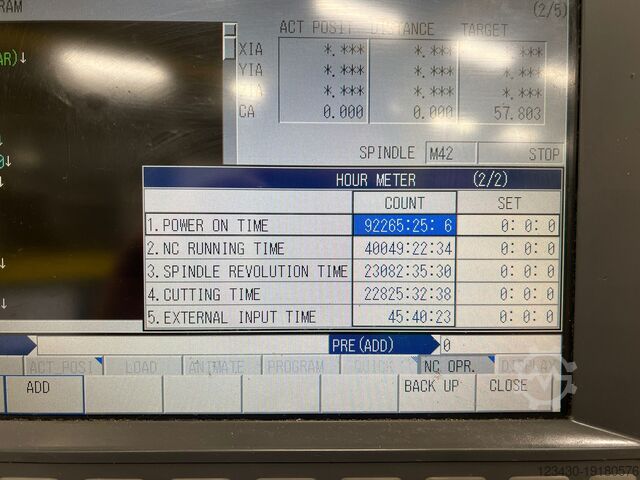 RAM (2/5)
ACT POSIT DISTANCE TARGET
AR)↓
XIA *.*** *.*** *.***
YIA *.*** *.*** *.***
*.*** *.*** *.***
CA 0.000 0.000 57.803
SPINDLE M42 STOP
HOUR METER (2/2)
COUNT SET
1.POWER ON TIME 92265:25: 6 0: 0: 0
2.NC RUNNING TIME 40049:22:34 0: 0: 0
3.SPINDLE REVOLUTION TIME 23082:35:30 0: 0: 0
4.CUTTING TIME 22825:32:38 0: 0: 0
5.EXTERNAL INPUT TIME 45:40:23 0: 0: 0
PRE(ADD) 0
ACT POSI LOAD ANIMATE PROGRAM QUICK NC OPR. DISPLAY
ADD BACK UP CLOSE
123430-19180576